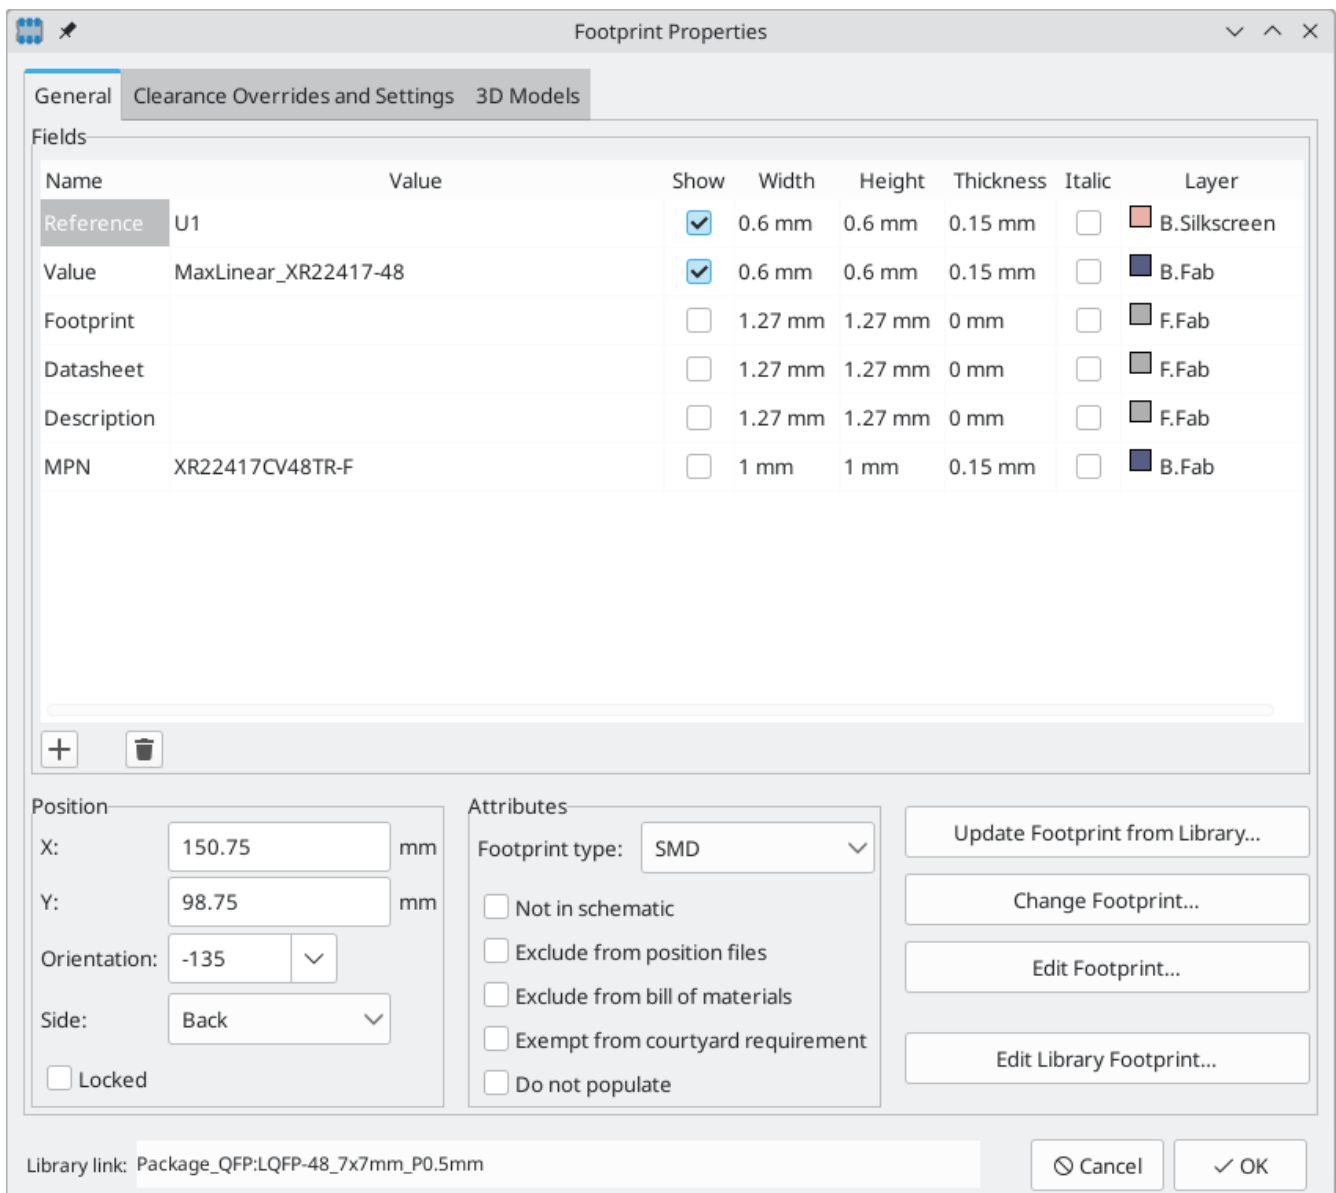 Footprint Properties
General Clearance Overrides and Settings 3D Models
Fields
Name Value Show Width Height Thickness Italic Layer
Reference U1 0.6 mm 0.6 mm 0.15 mm B.Silkscreen
Value MaxLinear_XR22417-48 0.6 mm 0.6 mm 0.15 mm B.Fab
Footprint 1.27 mm 1.27 mm 0 mm F.Fab
Datasheet 1.27 mm 1.27 mm 0 mm F.Fab
Description 1.27 mm 1.27 mm 0 mm F.Fab
MPN XR22417CV48TR-F 1 mm 1 mm 0.15 mm B.Fab
Position
X: 150.75 mm
Y: 98.75 mm
Orientation: -135
Side: Back
Locked
Attributes
Footprint type: SMD
Not in schematic
Exclude from position files
Exclude from bill of materials
Exempt from courtyard requirement
Do not populate
Update Footprint from Library...
Change Footprint...
Edit Footprint...
Edit Library Footprint...
Library link: Package_QFP:LQFP-48_7x7mm_P0.5mm
Cancel OK